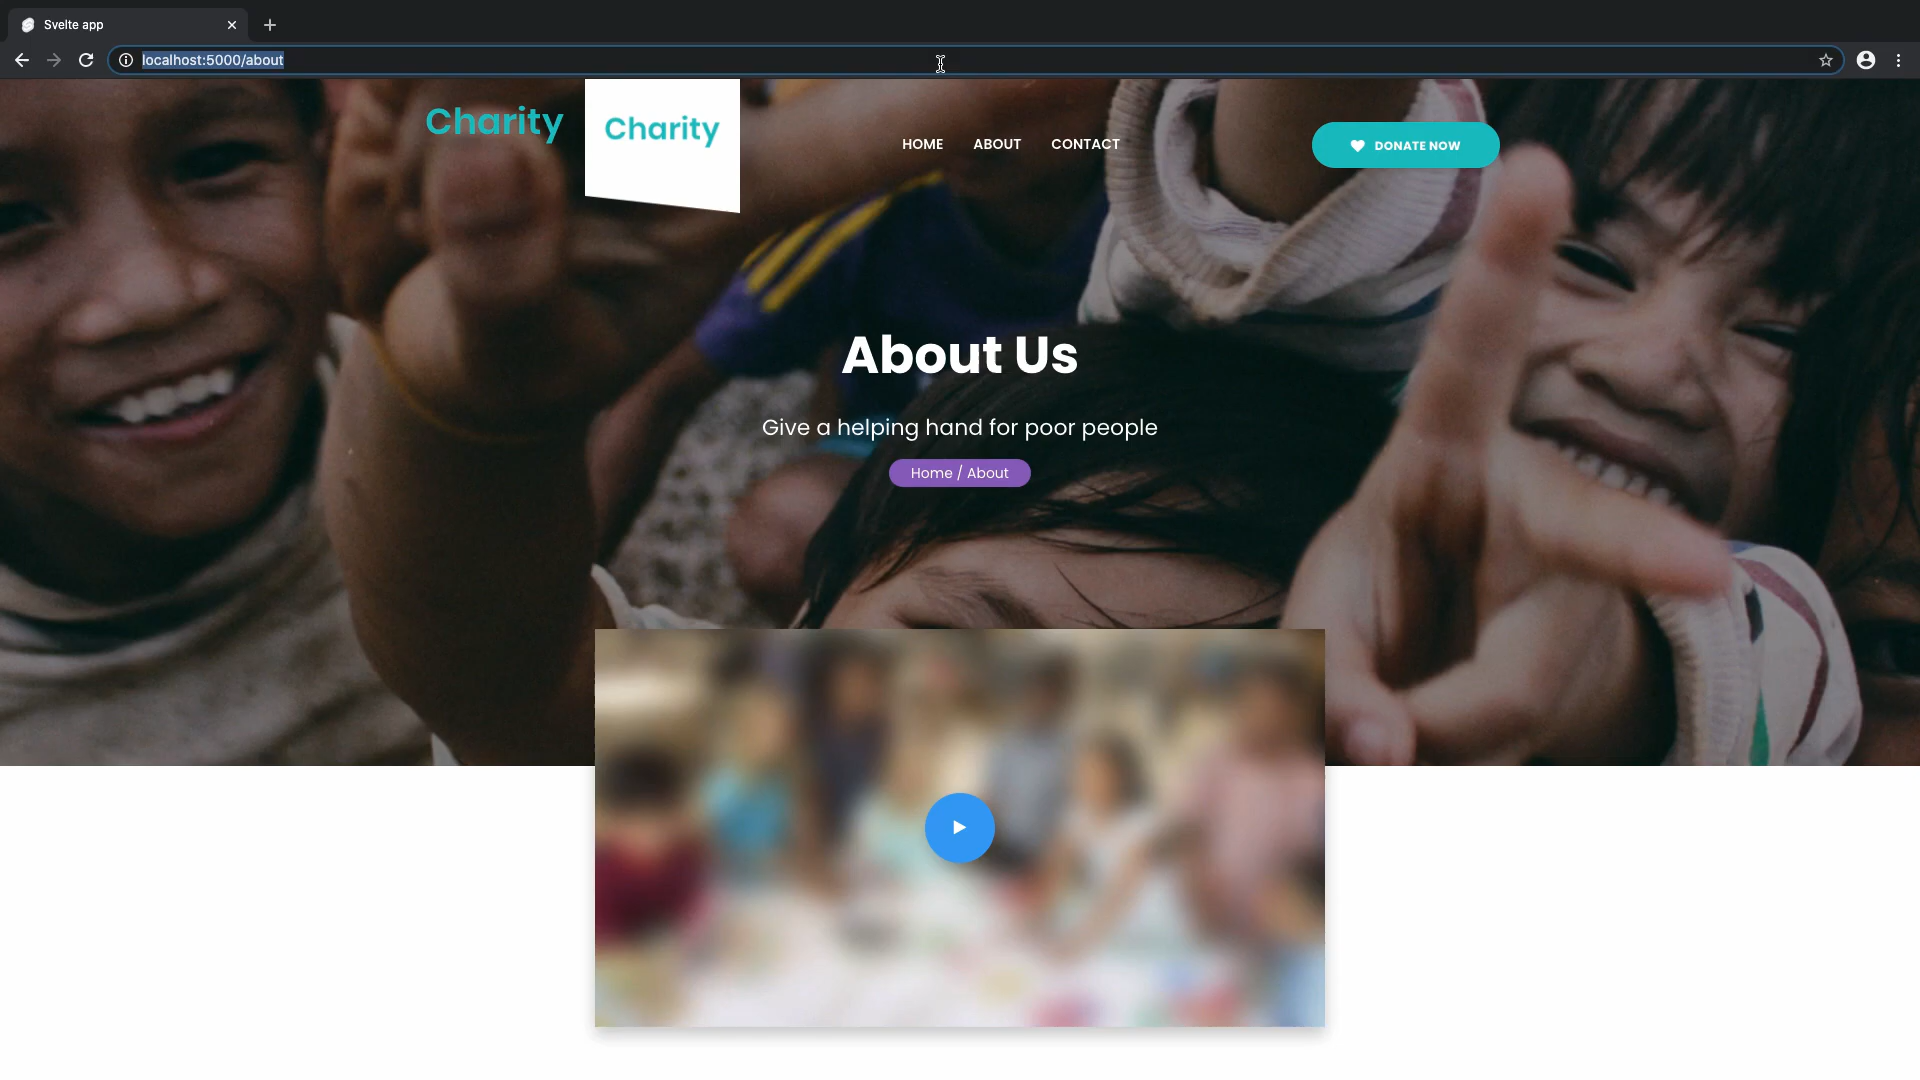 Svelte app
localhost:5000/about
Charity
Charity
HOME ABOUT CONTACT
DONATE NOW
About Us
Give a helping hand for poor people
Home / About